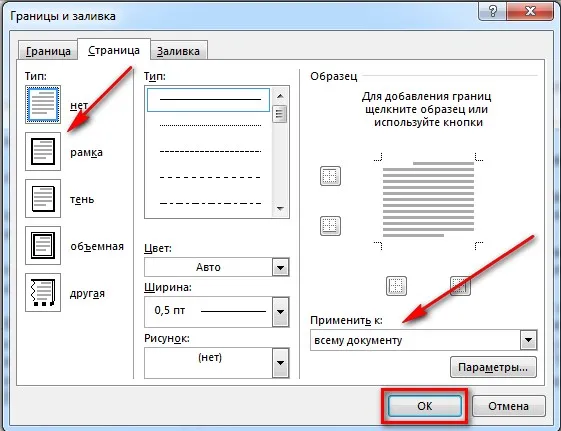 Границы и заливка
Граница
Страница
Заливка
Тип:
нет
рамка
тень
объемная
другая
Тип:
Цвет:
Авто
Ширина:
0,5 пт
Рисунок:
(нет)
Образец
Для добавления границ
щелкните образец или
используйте кнопки
Применить к:
всему документу
Параметры...
ОК
Отмена